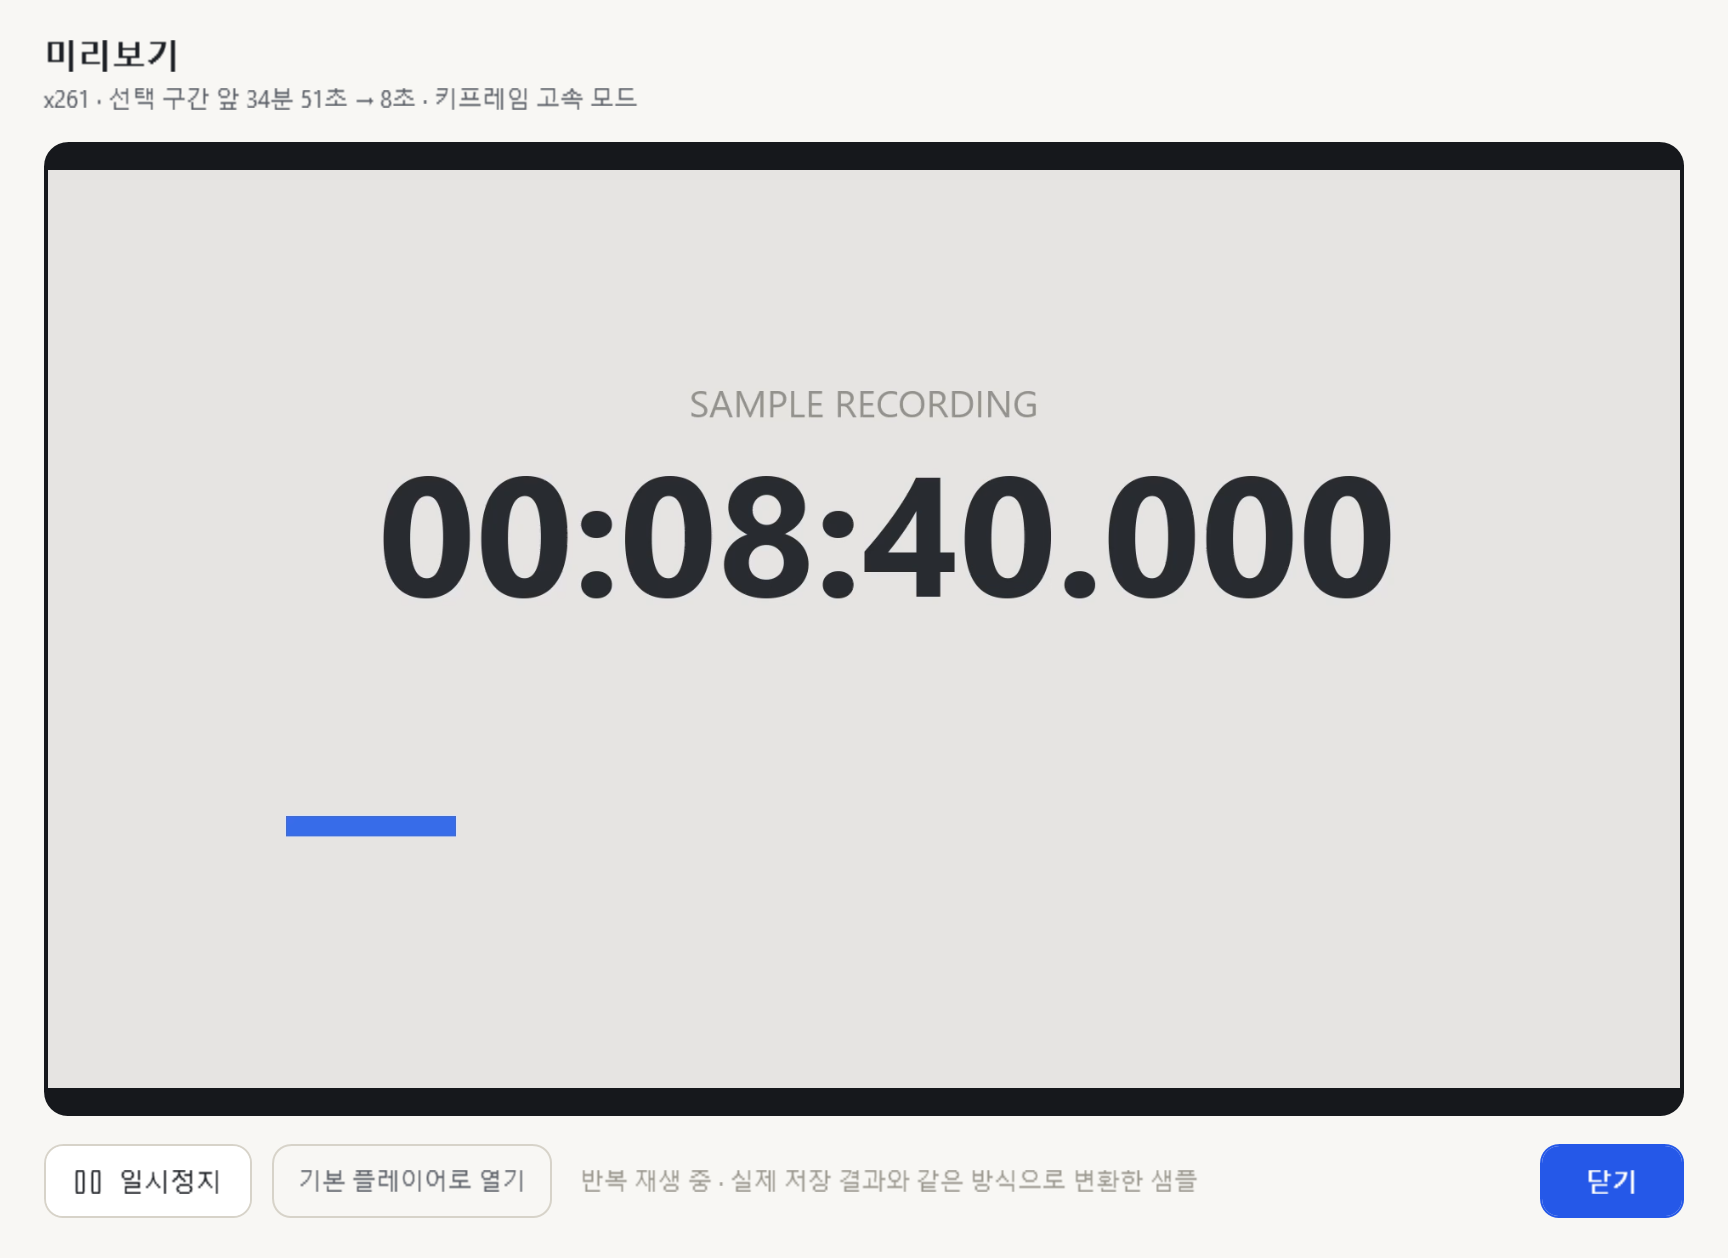 미리보기
x261 · 선택 구간 앞 34분 51초 → 8초 · 키프레임 고속 모드
SAMPLE RECORDING
00:08:40.000
일시정지
기본 플레이어로 열기
반복 재생 중 · 실제 저장 결과와 같은 방식으로 변환한 샘플
닫기